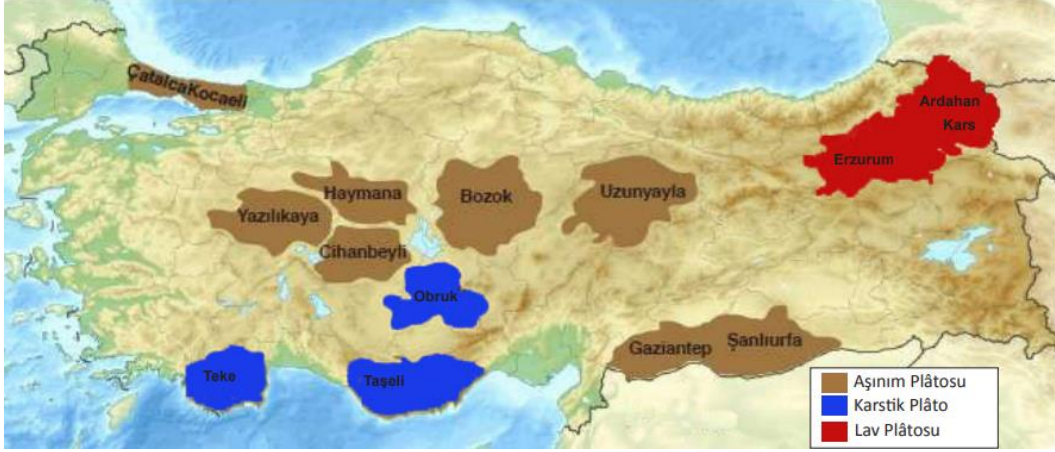 ÇatalcaKocaeli
Ardahan
Kars
Erzurum
Haymana
Bozok
Uzunyayla
Yazılıkaya
Cihanbeyli
Obruk
Gaziantep
Şanlıurfa
Teke
Taşeli
Aşınım Plâtosu
Karstik Plâto
Lav Plâtosu